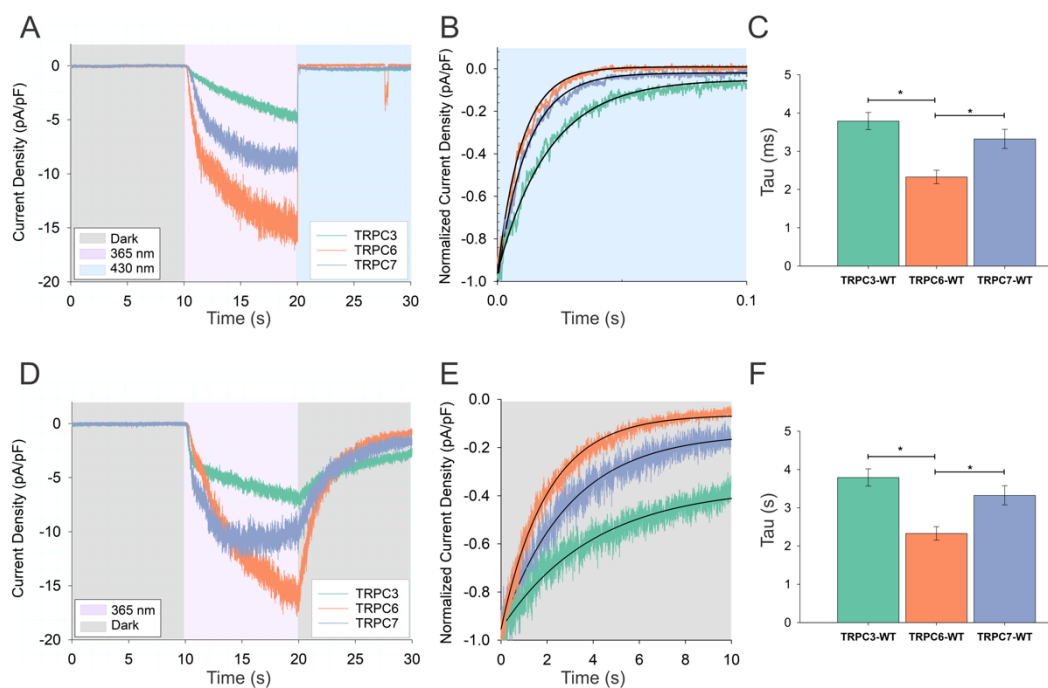 A
Current Density (pA/pF)
0
-5
-10
-15
-20
Dark
365 nm
430 nm
TRPC3
TRPC6
TRPC7
0 5 10 15 20 25 30
Time (s)
B
Normalized Current Density (pA/pF)
0.0
-0.2
-0.4
-0.6
-0.8
-1.0
0.0 0.1
Time (s)
C
Tau (ms)
5
4
3
2
1
0
* *
TRPC3-WT TRPC6-WT TRPC7-WT
D
Current Density (pA/pF)
0
-5
-10
-15
-20
365 nm
Dark
TRPC3
TRPC6
TRPC7
0 5 10 15 20 25 30
Time (s)
E
Normalized Current Density (pA/pF)
0.0
-0.2
-0.4
-0.6
-0.8
-1.0
0 2 4 6 8 10
Time (s)
F
Tau (s)
5
4
3
2
1
0
* *
TRPC3-WT TRPC6-WT TRPC7-WT